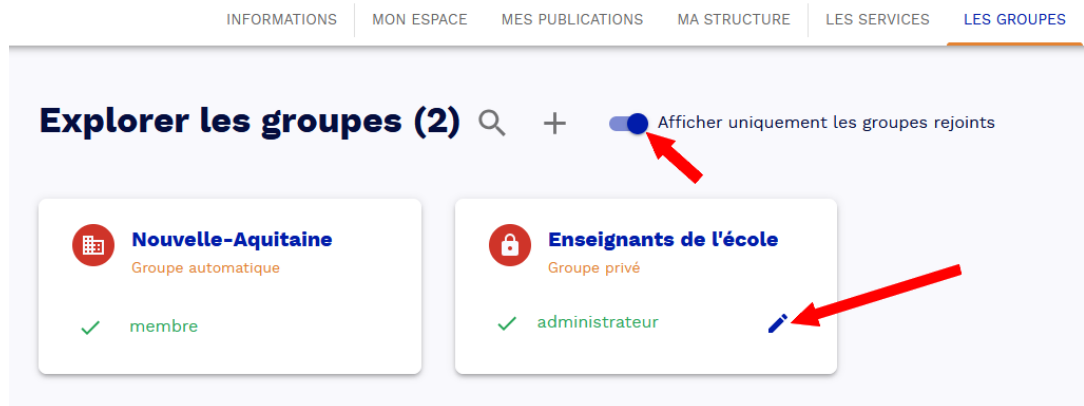 INFORMATIONS MON ESPACE MES PUBLICATIONS MA STRUCTURE LES SERVICES LES GROUPES
Explorer les groupes (2) Afficher uniquement les groupes rejoints
Nouvelle-Aquitaine
Groupe automatique
membre
Enseignants de l'école
Groupe privé
administrateur